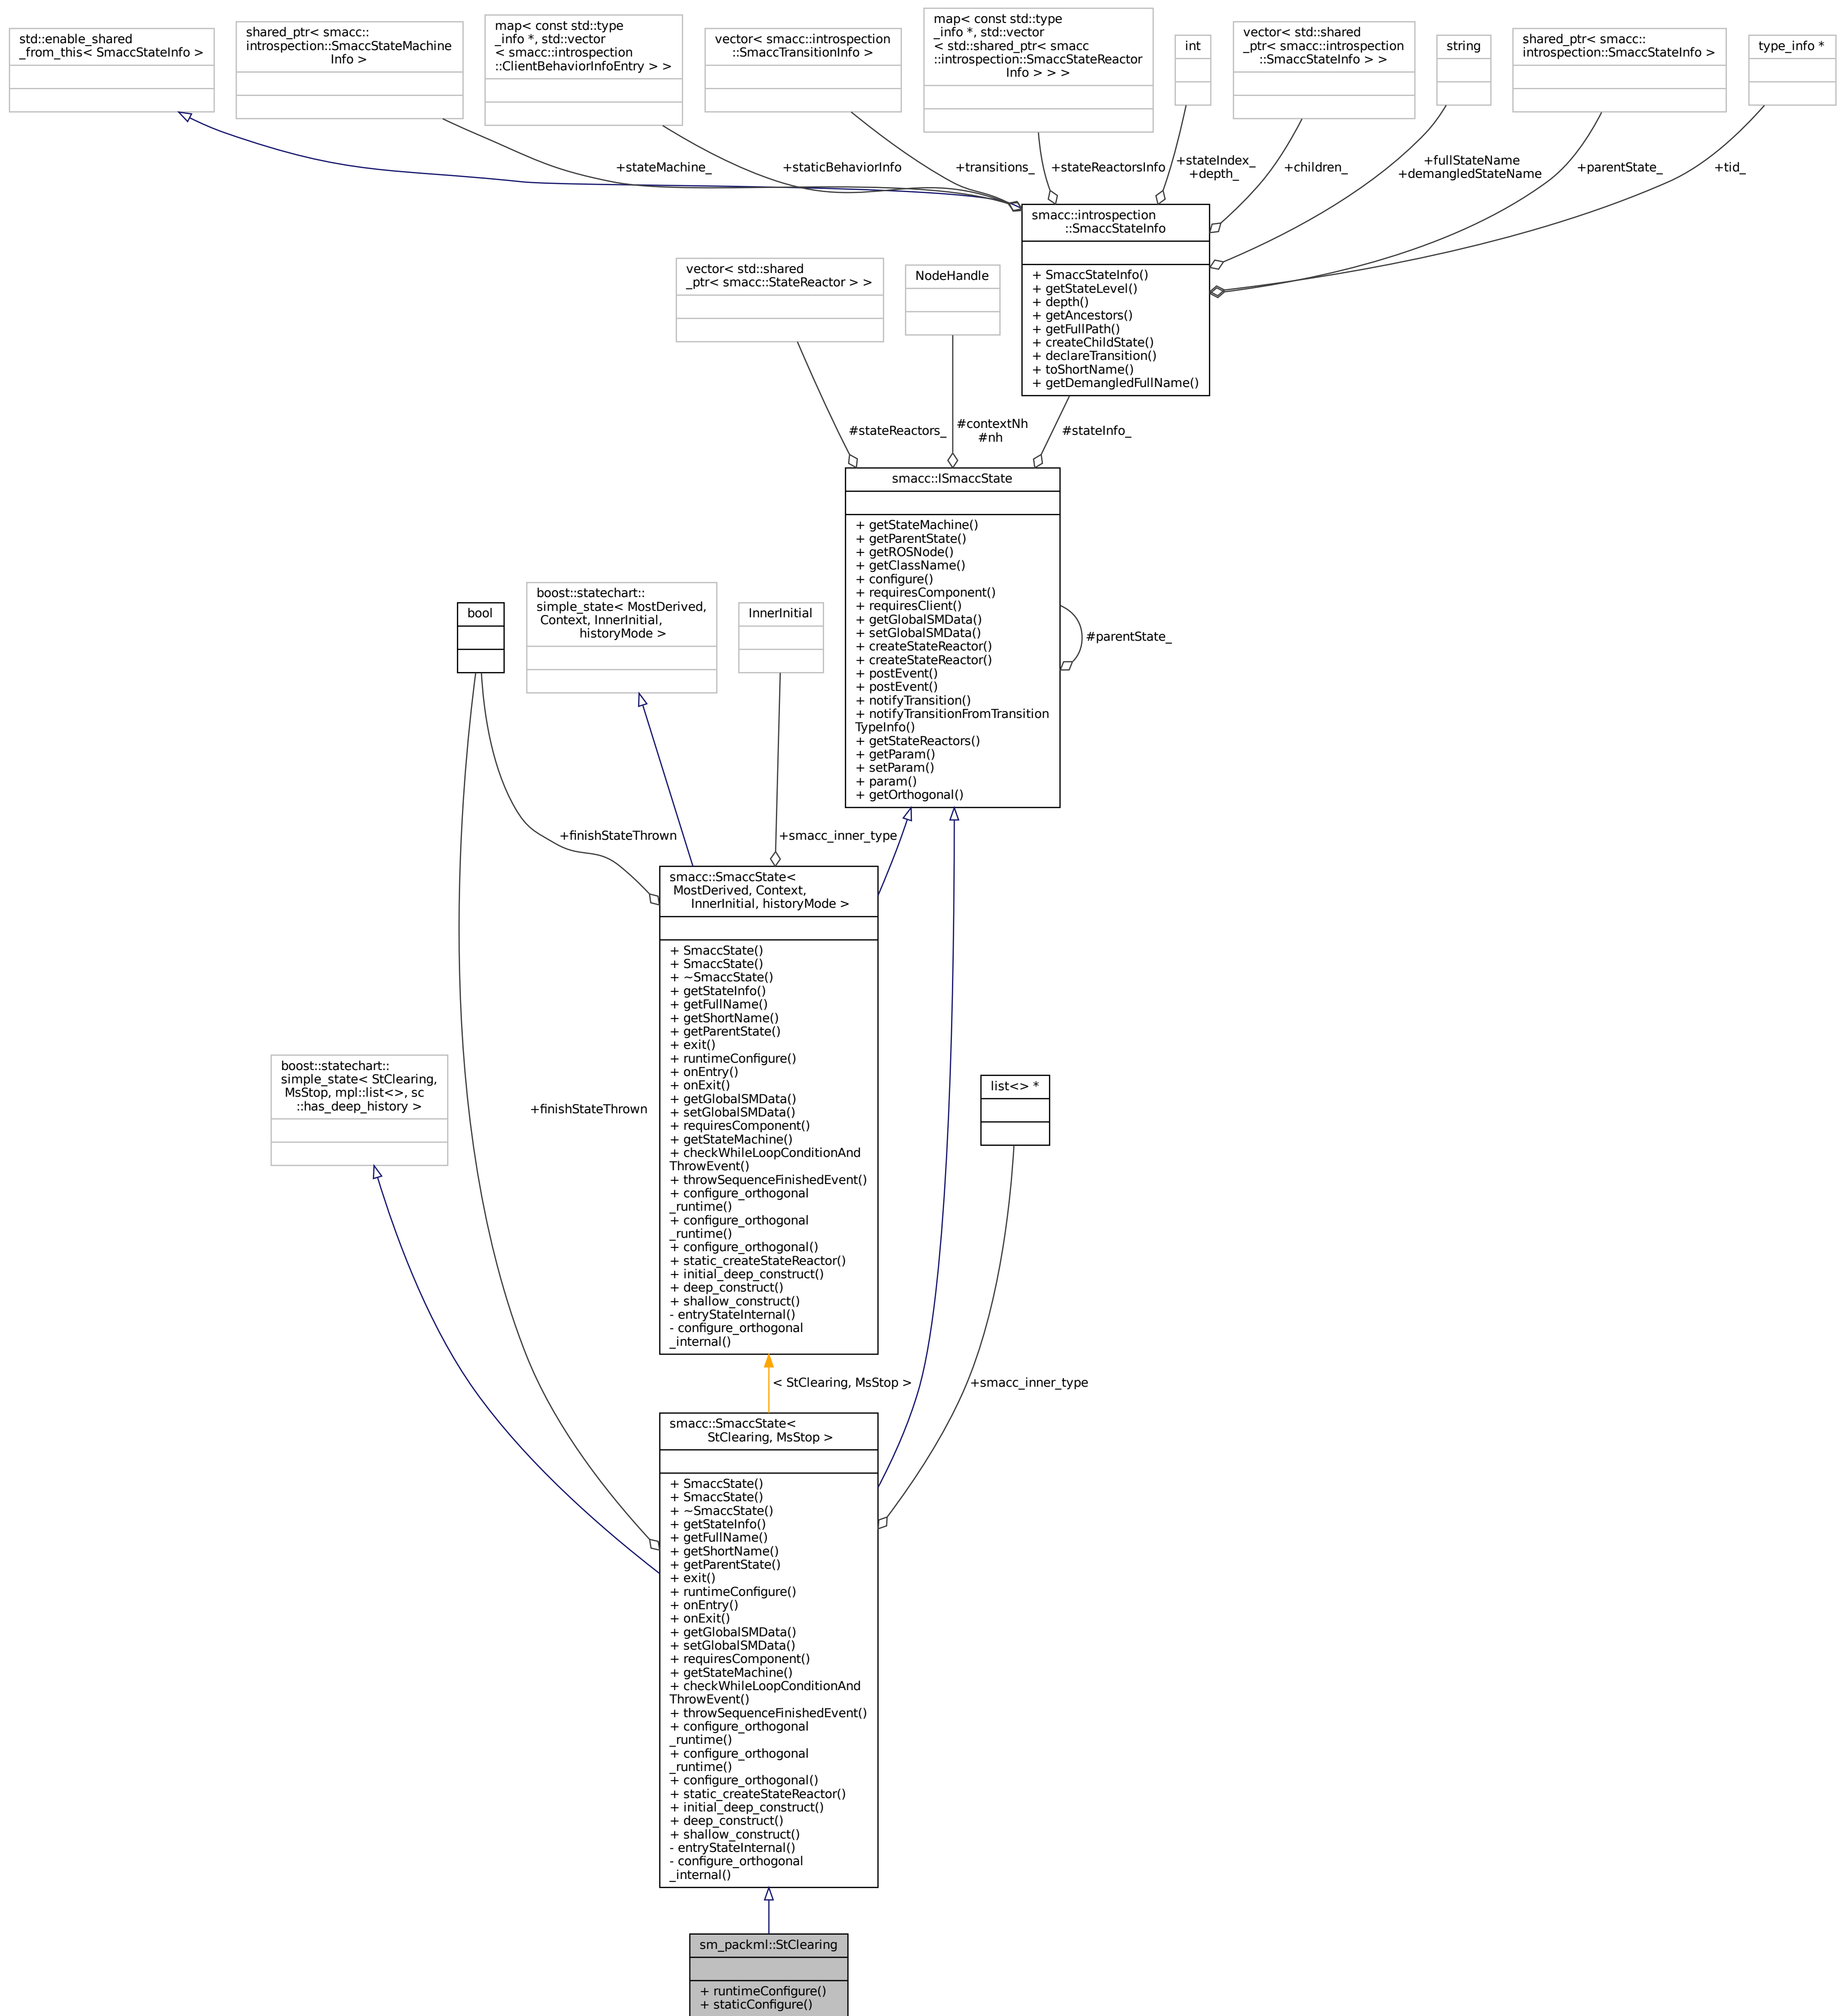 std::enable_shared
_from_this< SmaccStateInfo >
shared_ptr< smacc::
introspection::SmaccStateMachine
Info >
map< const std::type
_info *, std::vector
< smacc::introspection
::ClientBehaviorInfoEntry > >
vector< smacc::introspection
::SmaccTransitionInfo >
map< const std::type
_info *, std::vector
< std::shared_ptr< smacc
::introspection::SmaccStateReactor
Info > > >
int
vector< std::shared
_ptr< smacc::introspection
::SmaccStateInfo > >
string
shared_ptr< smacc::
introspection::SmaccStateInfo >
type_info *
+stateMachine_
+staticBehaviorInfo
+transitions_
+stateReactorsInfo
+stateIndex_
+depth_
+children_
+fullStateName
+demangledStateName
+parentState_
+tid_
smacc::introspection
::SmaccStateInfo
+ SmaccStateInfo()
+ getStateLevel()
+ depth()
+ getAncestors()
+ getFullPath()
+ createChildState()
+ declareTransition()
+ toShortName()
+ getDemangledFullName()
vector< std::shared
_ptr< smacc::StateReactor > >
NodeHandle
#stateReactors_
#contextNh
#nh
#stateInfo_
smacc::ISmaccState
+ getStateMachine()
+ getParentState()
+ getROSNode()
+ getClassName()
+ configure()
+ requiresComponent()
+ requiresClient()
+ getGlobalSMData()
+ setGlobalSMData()
+ createStateReactor()
+ createStateReactor()
+ postEvent()
+ postEvent()
+ notifyTransition()
+ notifyTransitionFromTransition
TypeInfo()
+ getStateReactors()
+ getParam()
+ setParam()
+ param()
+ getOrthogonal()
#parentState_
bool
boost::statechart::
simple_state< MostDerived,
Context, InnerInitial,
historyMode >
InnerInitial
+finishStateThrown
+smacc_inner_type
smacc::SmaccState<
MostDerived, Context,
InnerInitial, historyMode >
+ SmaccState()
+ SmaccState()
+ ~SmaccState()
+ getStateInfo()
+ getFullName()
+ getShortName()
+ getParentState()
+ exit()
+ runtimeConfigure()
+ onEntry()
+ onExit()
+ getGlobalSMData()
+ setGlobalSMData()
+ requiresComponent()
+ getStateMachine()
+ checkWhileLoopConditionAnd
ThrowEvent()
+ throwSequenceFinishedEvent()
+ configure_orthogonal
_runtime()
+ configure_orthogonal
_runtime()
+ configure_orthogonal()
+ static_createStateReactor()
+ initial_deep_construct()
+ deep_construct()
+ shallow_construct()
- entryStateInternal()
- configure_orthogonal
_internal()
boost::statechart::
simple_state< StClearing,
MsStop, mpl::list<>, sc
::has_deep_history >
+finishStateThrown
list<> *
< StClearing, MsStop >
+smacc_inner_type
smacc::SmaccState<
StClearing, MsStop >
+ SmaccState()
+ SmaccState()
+ ~SmaccState()
+ getStateInfo()
+ getFullName()
+ getShortName()
+ getParentState()
+ exit()
+ runtimeConfigure()
+ onEntry()
+ onExit()
+ getGlobalSMData()
+ setGlobalSMData()
+ requiresComponent()
+ getStateMachine()
+ checkWhileLoopConditionAnd
ThrowEvent()
+ throwSequenceFinishedEvent()
+ configure_orthogonal
_runtime()
+ configure_orthogonal
_runtime()
+ configure_orthogonal()
+ static_createStateReactor()
+ initial_deep_construct()
+ deep_construct()
+ shallow_construct()
- entryStateInternal()
- configure_orthogonal
_internal()
sm_packml::StClearing
+ runtimeConfigure()
+ staticConfigure()